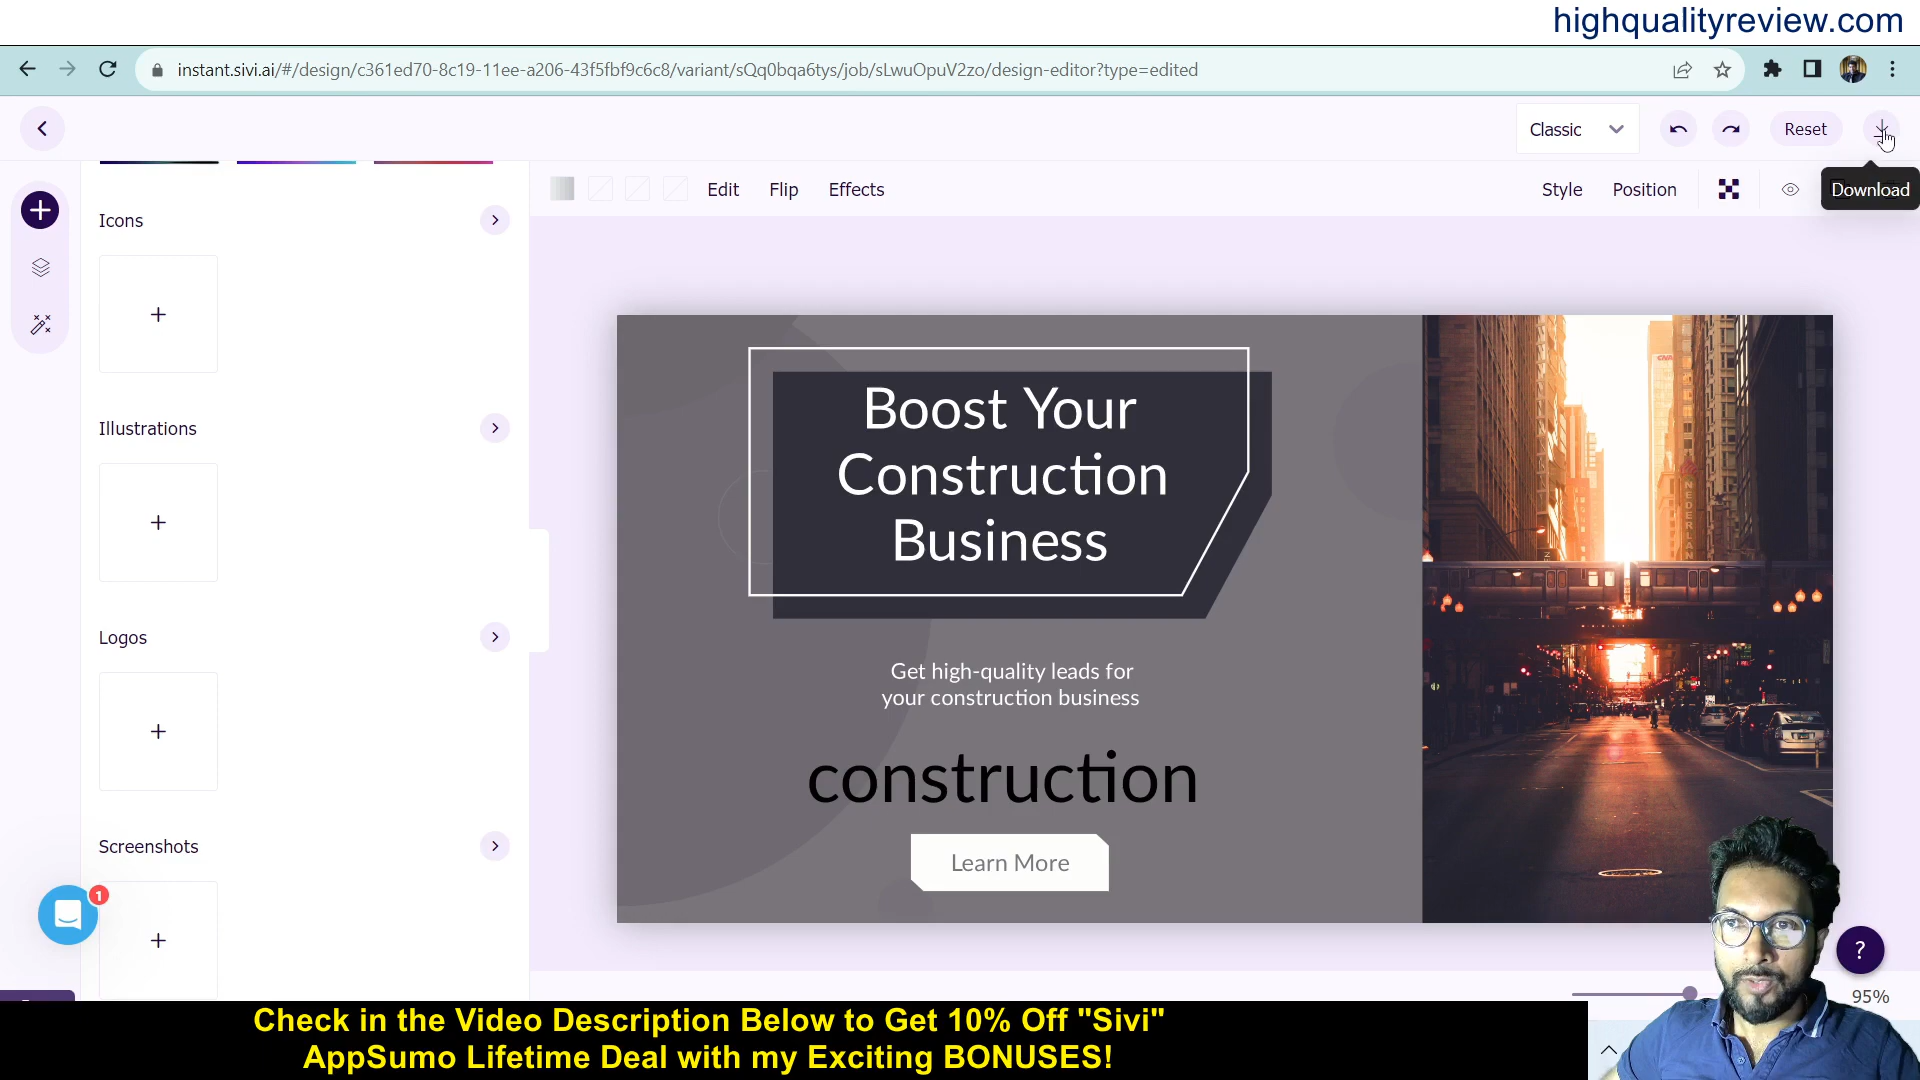 highqualityreview.com
instant.sivi.ai/#/design/c361ed70-8c19-11ee-a206-43f5fbf9c6c8/variant/sQq0bqa6tys/job/sLwuOpuV2zo/design-editor?type=edited
Classic
Reset
Download
Edit
Flip
Effects
Style
Position
Icons
Illustrations
Logos
Screenshots
Boost Your
Construction
Business
Get high-quality leads for
your construction business
construction
Learn More
1
?
95%
Check in the Video Description Below to Get 10% Off "Sivi"
AppSumo Lifetime Deal with my Exciting BONUSES!